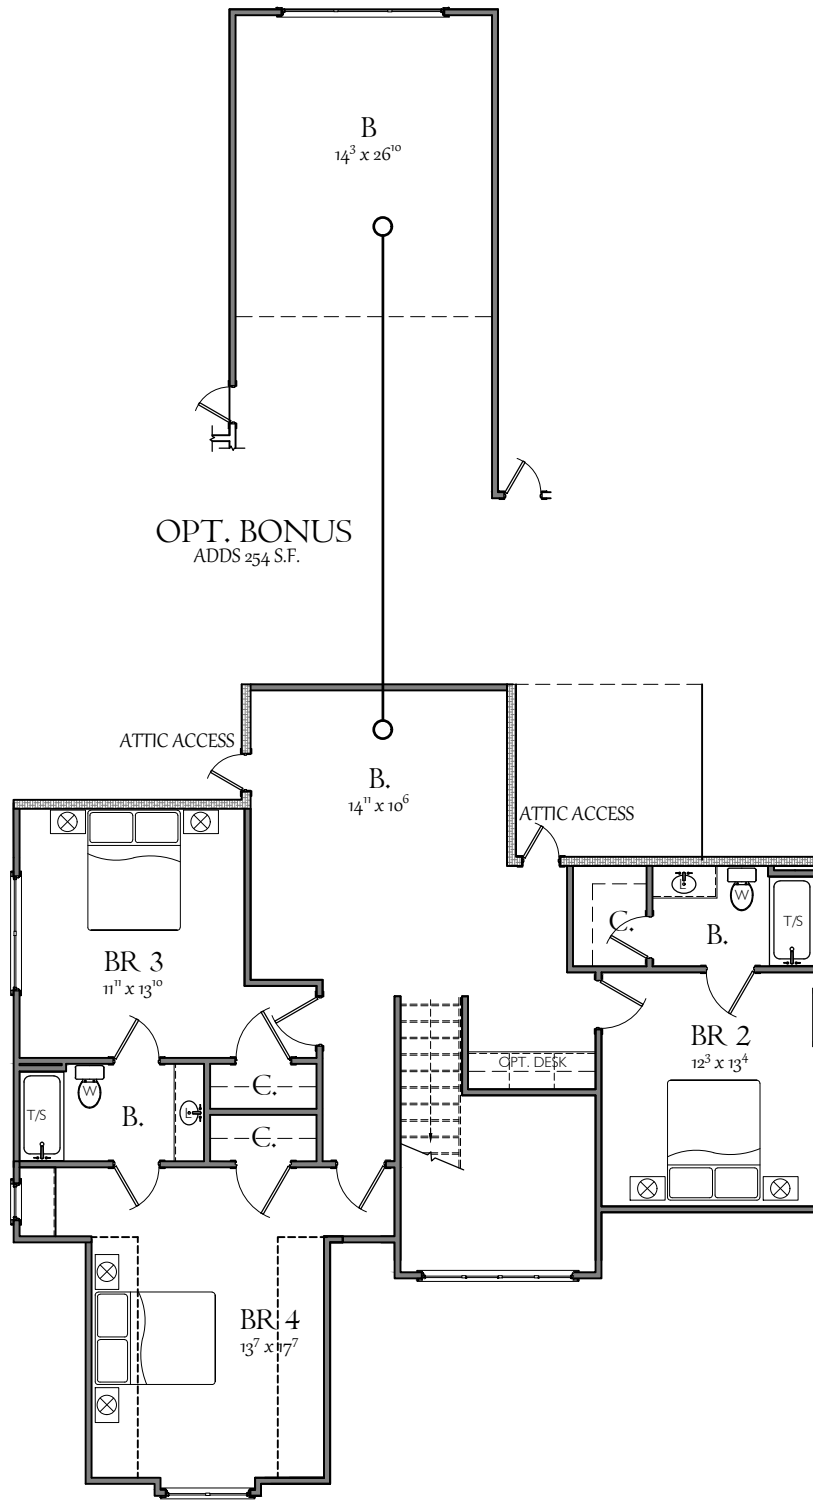 B
14³ x 26¹⁰
OPT. BONUS
ADDS 254 S.F.
ATTIC ACCESS
B.
14¹¹ x 10⁶
ATTIC ACCESS
C.
L
W
B.
T/S
BR 3
11¹¹ x 13¹⁰
BR 2
12³ x 13⁴
OPT. DESK
T/S
W
B.
L
C.
C.
BR 4
13⁷ x 17⁷